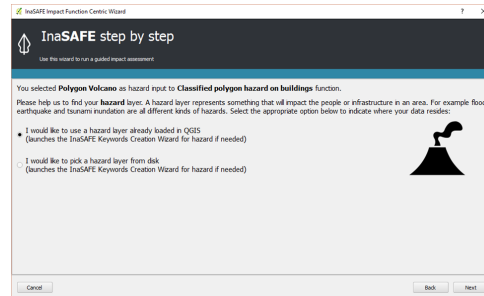 InaSAFE Impact Function Centric Wizard
?
InaSAFE step by step
Use this wizard to run a guided impact assessment
You selected Polygon Volcano as hazard input to Classified polygon hazard on buildings function.
Please help us to find your hazard layer. A hazard layer represents something that will impact the people or infrastructure in an area. For example flood
earthquake and tsunami inundation are all different kinds of hazards. Select the appropriate option below to indicate where your data resides:
I would like to use a hazard layer already loaded in QGIS
(launches the InaSAFE Keywords Creation Wizard for hazard if needed)
I would like to pick a hazard layer from disk
(launches the InaSAFE Keywords Creation Wizard for hazard if needed)
Cancel
Back
Next